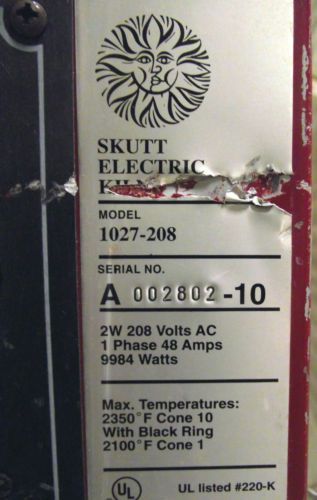 SKUTT
ELECTRIC
MODEL
1027-208
SERIAL NO.
A 002802 -10
2W 208 Volts AC
1 Phase 48 Amps
9984 Watts
Max. Temperatures:
2350°F Cone 10
With Black Ring
2100°F Cone 1
UL
UL listed #220-K